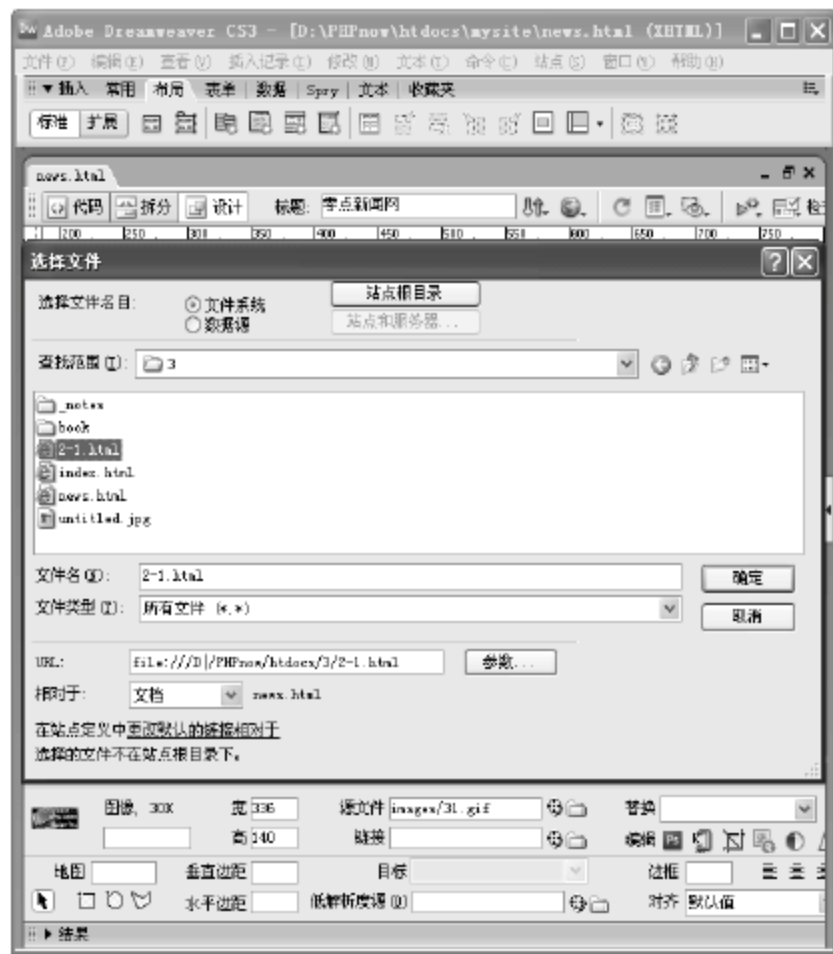 Adobe Dreamweaver CS3 - [D:\PHPnow\htdocs\mysite\news.html (XHTML)]
文件(F) 编辑(E) 查看(V) 插入记录(I) 修改(M) 文本(T) 命令(C) 站点(S) 窗口(W) 帮助(H)
▼插入 常用 布局 表单 数据 Spry 文本 收藏夹
标准 扩展
news.html
代码 拆分 设计 标题: 零点新闻网
200 250 300 350 400 450 510 551 600 650 700 750
选择文件
选择文件名自: 文件系统 站点根目录
数据源 站点和服务器...
查找范围(I): 3
_notes
book
2-1.html
index.html
news.html
untitled.jpg
文件名(N): 2-1.html 确定
文件类型(T): 所有文件 (*.*) 取消
URL: file:///D|/PHPnow/htdocs/3/2-1.html 参数...
相对于: 文档 news.html
在站点定义中更改默认的链接相对于
选择的文件不在站点根目录下。
图像, 30K 宽 336 源文件 images/31.gif 替换
高 140 链接 编辑 Ps
地图 垂直边距 目标 边框
水平边距 低解析度源(W) 对齐 默认值
结果